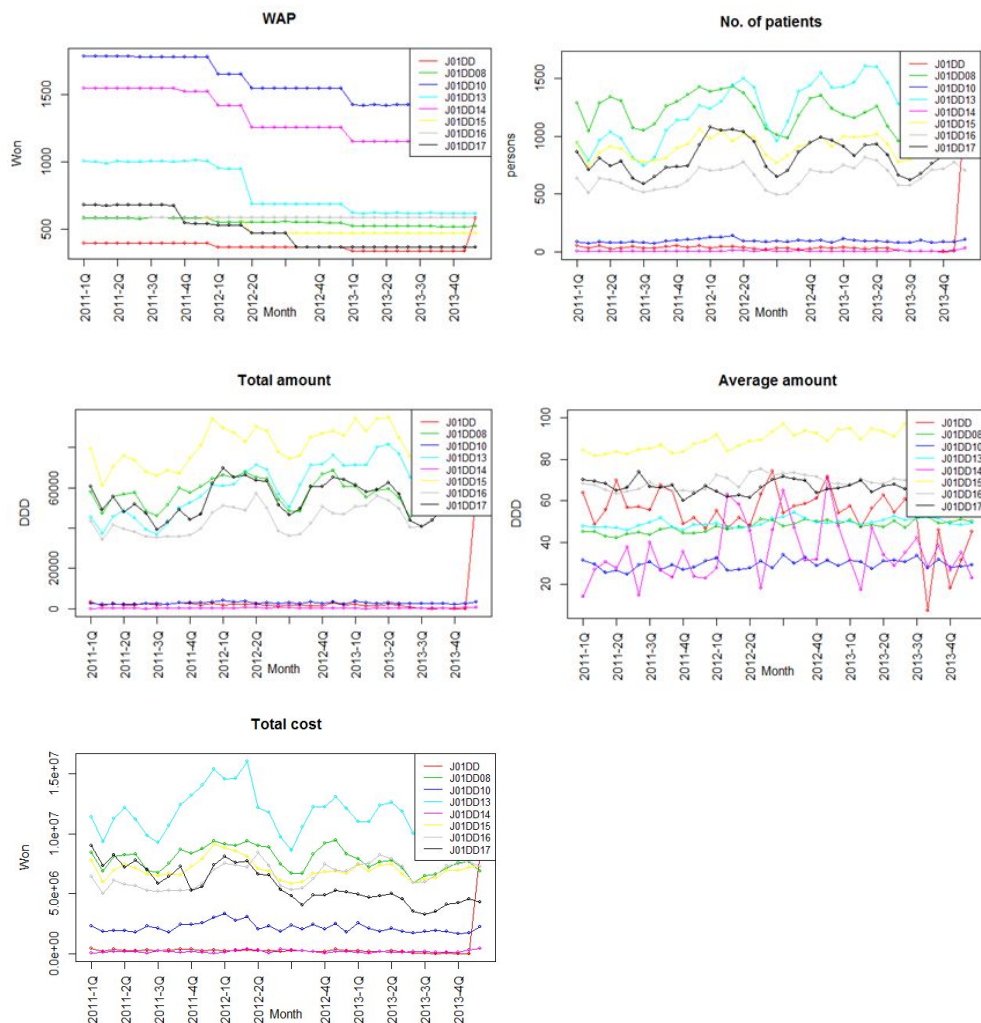 WAP
Won
500
1000
1500
J01DD
J01DD08
J01DD10
J01DD13
J01DD14
J01DD15
J01DD16
J01DD17
2011-1Q
2011-2Q
2011-3Q
2011-4Q
2012-1Q
2012-2Q
2012-4Q
2013-1Q
2013-2Q
2013-3Q
2013-4Q
Month
No. of patients
persons
0
500
1000
1500
J01DD
J01DD08
J01DD10
J01DD13
J01DD14
J01DD15
J01DD16
J01DD17
2011-1Q
2011-2Q
2011-3Q
2011-4Q
2012-1Q
2012-2Q
2012-4Q
2013-1Q
2013-2Q
2013-3Q
2013-4Q
Month
Total amount
DDD
0
20000
60000
J01DD
J01DD08
J01DD10
J01DD13
J01DD14
J01DD15
J01DD16
J01DD17
2011-1Q
2011-2Q
2011-3Q
2011-4Q
2012-1Q
2012-2Q
2012-4Q
2013-1Q
2013-2Q
2013-3Q
2013-4Q
Month
Average amount
DDD
20
40
60
80
100
J01DD
J01DD08
J01DD10
J01DD13
J01DD14
J01DD15
J01DD16
J01DD17
2011-1Q
2011-2Q
2011-3Q
2011-4Q
2012-1Q
2012-2Q
2012-4Q
2013-1Q
2013-2Q
2013-3Q
2013-4Q
Month
Total cost
Won
0.0e+00
5.0e+06
1.0e+07
1.5e+07
J01DD
J01DD08
J01DD10
J01DD13
J01DD14
J01DD15
J01DD16
J01DD17
2011-1Q
2011-2Q
2011-3Q
2011-4Q
2012-1Q
2012-2Q
2012-4Q
2013-1Q
2013-2Q
2013-3Q
2013-4Q
Month